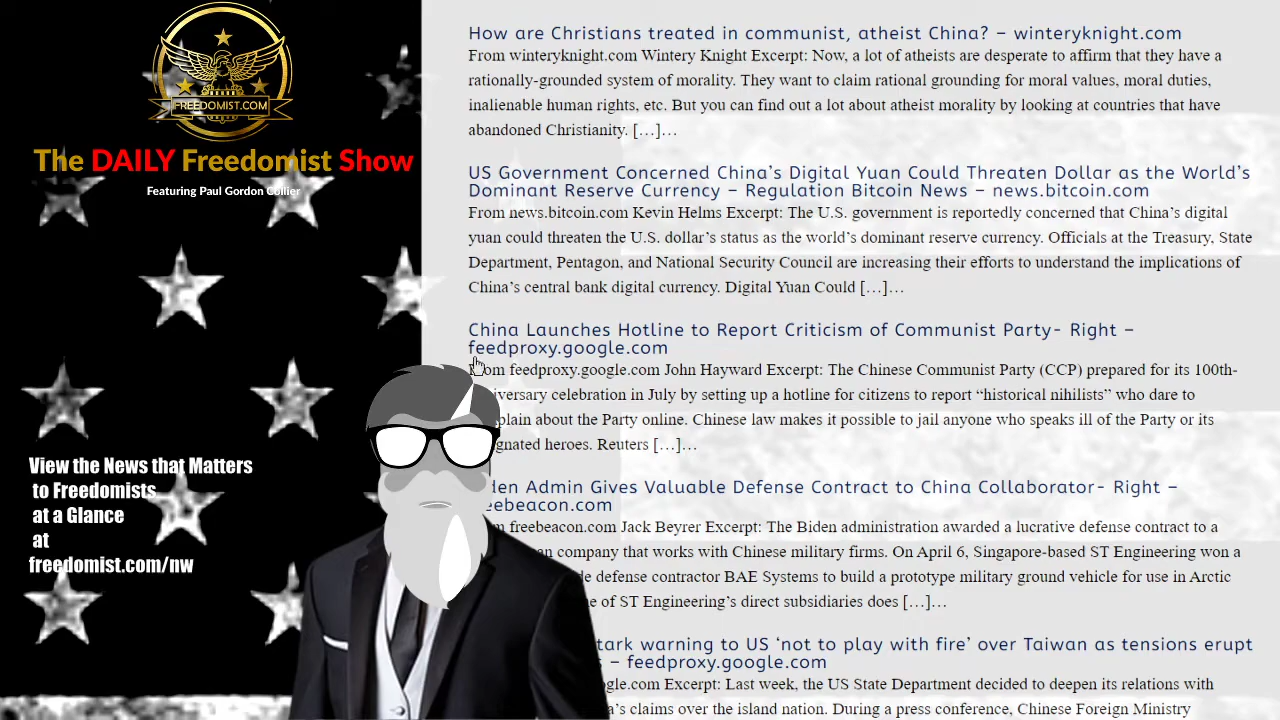 FREEDOMIST.COM
The DAILY Freedomist Show
Featuring Paul Gordon Collier
View the News that Matters
to Freedomists
at a Glance
at
freedomist.com/nw
How are Christians treated in communist, atheist China? – winteryknight.com
From winteryknight.com Wintery Knight Excerpt: Now, a lot of atheists are desperate to affirm that they have a
rationally-grounded system of morality. They want to claim rational grounding for moral values, moral duties,
inalienable human rights, etc. But you can find out a lot about atheist morality by looking at countries that have
abandoned Christianity. […]…
US Government Concerned China’s Digital Yuan Could Threaten Dollar as the World’s
Dominant Reserve Currency – Regulation Bitcoin News – news.bitcoin.com
From news.bitcoin.com Kevin Helms Excerpt: The U.S. government is reportedly concerned that China’s digital
yuan could threaten the U.S. dollar’s status as the world’s dominant reserve currency. Officials at the Treasury, State
Department, Pentagon, and National Security Council are increasing their efforts to understand the implications of
China’s central bank digital currency. Digital Yuan Could […]…
China Launches Hotline to Report Criticism of Communist Party- Right –
feedproxy.google.com
feedproxy.google.com John Hayward Excerpt: The Chinese Communist Party (CCP) prepared for its 100th-
celebration in July by setting up a hotline for citizens to report “historical nihilists” who dare to
about the Party online. Chinese law makes it possible to jail anyone who speaks ill of the Party or its
heroes. Reuters […]…
Admin Gives Valuable Defense Contract to China Collaborator- Right –
freebeacon.com Jack Beyrer Excerpt: The Biden administration awarded a lucrative defense contract to a
company that works with Chinese military firms. On April 6, Singapore-based ST Engineering won a
defense contractor BAE Systems to build a prototype military ground vehicle for use in Arctic
of ST Engineering’s direct subsidiaries does […]…
warning to US ‘not to play with fire’ over Taiwan as tensions erupt
– feedproxy.google.com
Excerpt: Last week, the US State Department decided to deepen its relations with
claims over the island nation. During a press conference, Chinese Foreign Ministry